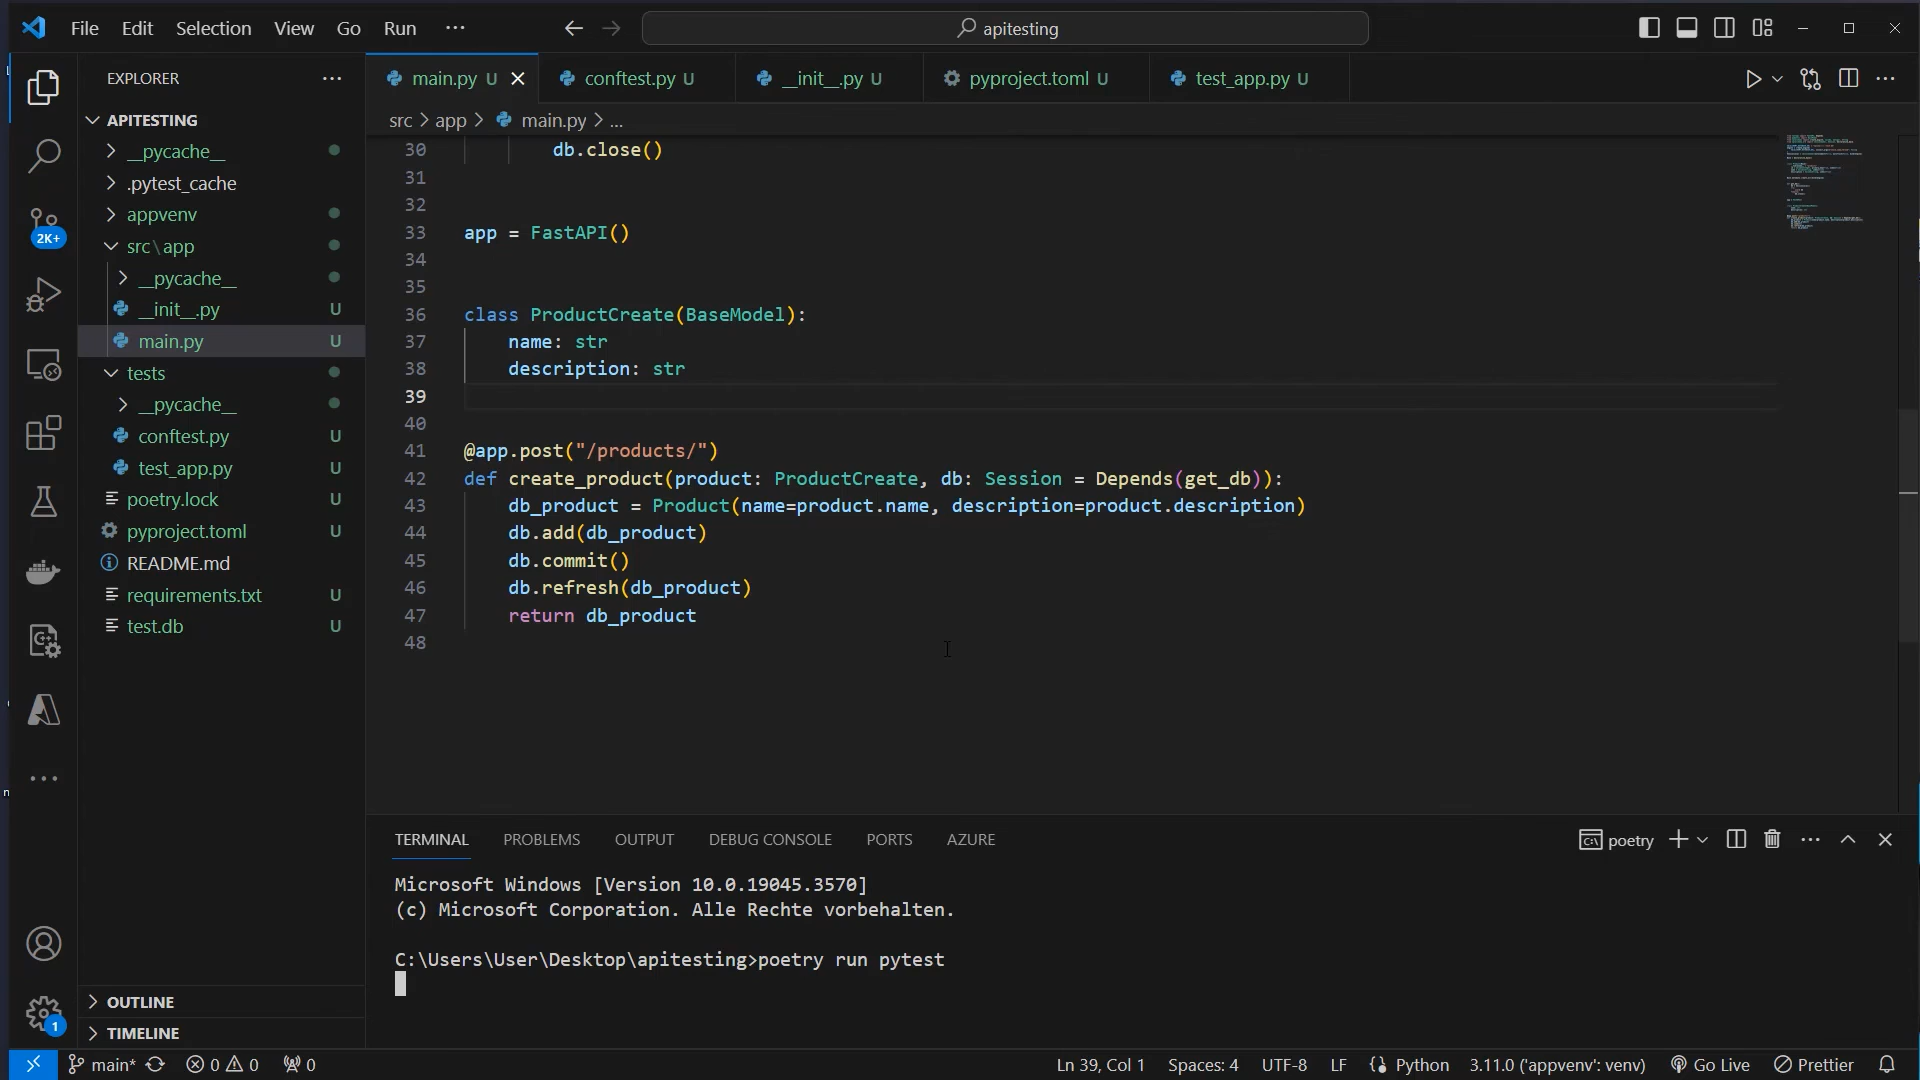 File Edit Selection View Go Run ···
apitesting
EXPLORER ···
APITESTING
__pycache__
.pytest_cache
appvenv
src\app
__pycache__
__init__.py U
main.py U
tests
__pycache__
conftest.py U
test_app.py U
poetry.lock U
pyproject.toml U
README.md
requirements.txt U
test.db U
OUTLINE
TIMELINE
2K+
1
main.py U
conftest.py U
__init__.py U
pyproject.toml U
test_app.py U
src > app > main.py > ...
30 db.close()
31
32
33 app = FastAPI()
34
35
36 class ProductCreate(BaseModel):
37 name: str
38 description: str
39
40
41 @app.post("/products/")
42 def create_product(product: ProductCreate, db: Session = Depends(get_db)):
43 db_product = Product(name=product.name, description=product.description)
44 db.add(db_product)
45 db.commit()
46 db.refresh(db_product)
47 return db_product
48
TERMINAL PROBLEMS OUTPUT DEBUG CONSOLE PORTS AZURE
poetry
Microsoft Windows [Version 10.0.19045.3570]
(c) Microsoft Corporation. Alle Rechte vorbehalten.
C:\Users\User\Desktop\apitesting>poetry run pytest
main* 0 0 0 Ln 39, Col 1 Spaces: 4 UTF-8 LF Python 3.11.0 ('appvenv': venv) Go Live Prettier